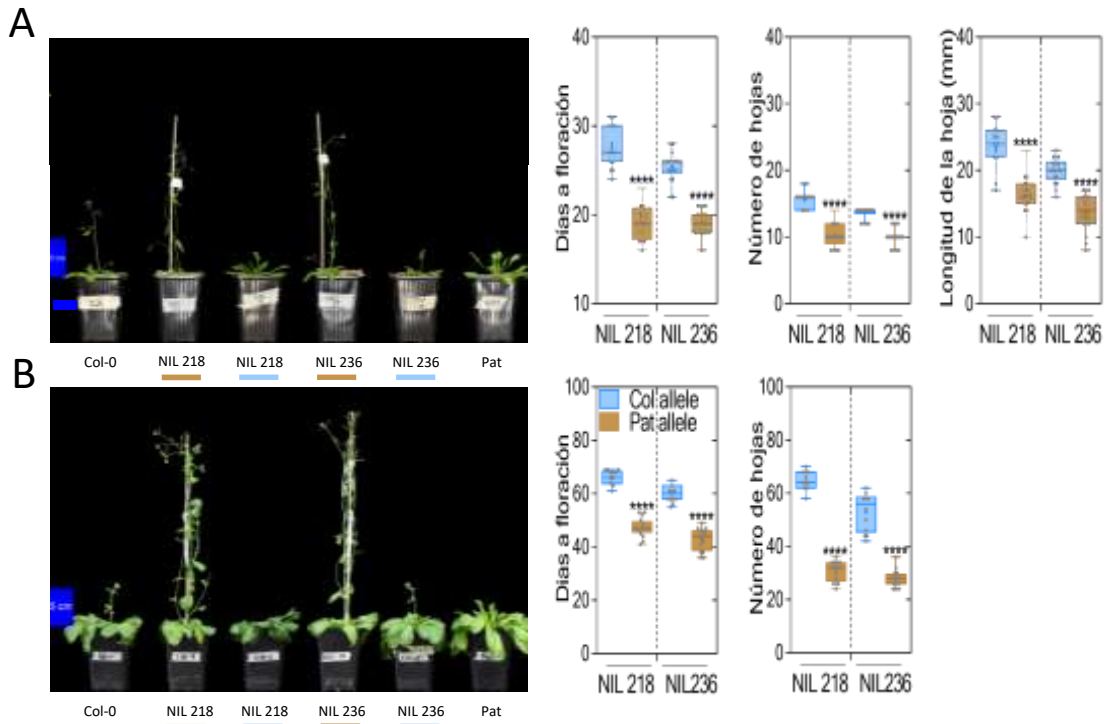 A
40
30
20
10
Días a floración
NIL 218
NIL 236
****
****
40
30
20
10
0
Número de hojas
NIL 218
NIL 236
****
****
40
30
20
10
0
Longitud de la hoja (mm)
NIL 218
NIL 236
****
****
Col-0
NIL 218
NIL 218
NIL 236
NIL 236
Pat
B
100
80
60
40
20
0
Días a floración
Col allele
Pat allele
****
****
NIL 218
NIL236
100
80
60
40
20
0
Número de hojas
****
****
NIL 218
NIL 236
Col-0
NIL 218
NIL 218
NIL 236
NIL 236
Pat